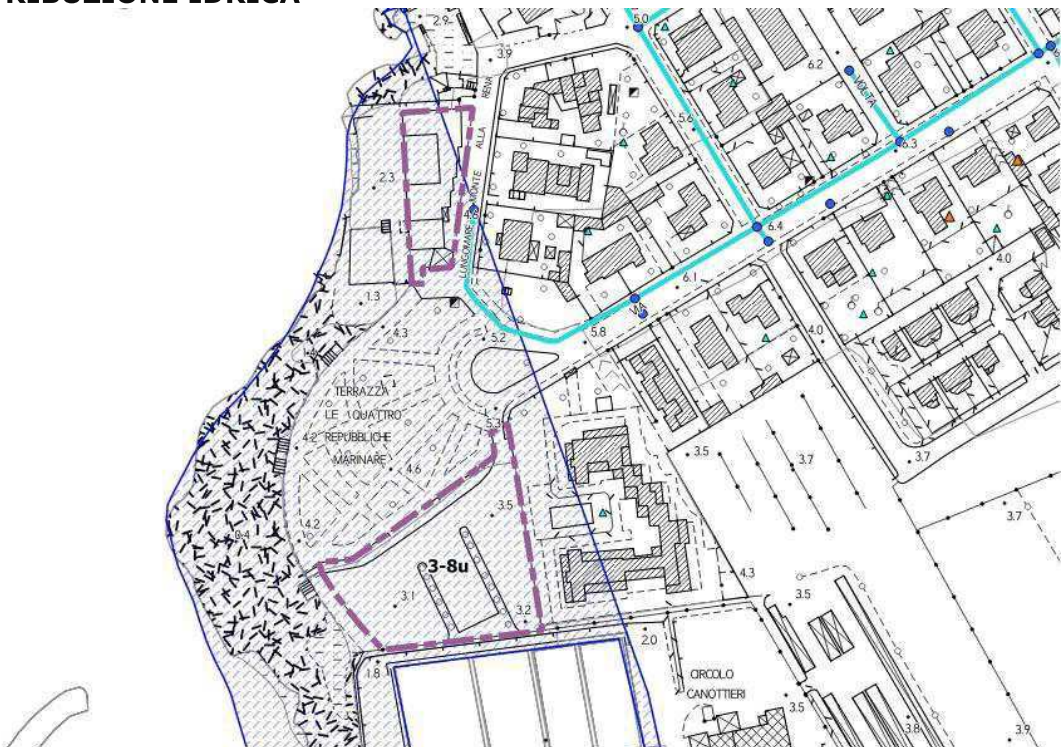 RIBUZIONE IDRICA
2.9
5.0
3.9
6.2
VOLTA
RENA
ALLA
MONTE
LUNGOMARE
5.6
6.3
2.3
6.4
4.0
6.1
1.3
4.3
5.2
5.8
VIA
4.0
TERRAZZA
LE QUATTRO
REPUBBLICHE
MARINARE
4.2
5.3
4.6
3.5
3.7
3.7
3.5
4.2
0.4
3.7
3-8u
4.3
3.1
3.5
3.2
2.0
1.8
CIRCOLO
CANOTTIERI
3.5
3.8
3.9